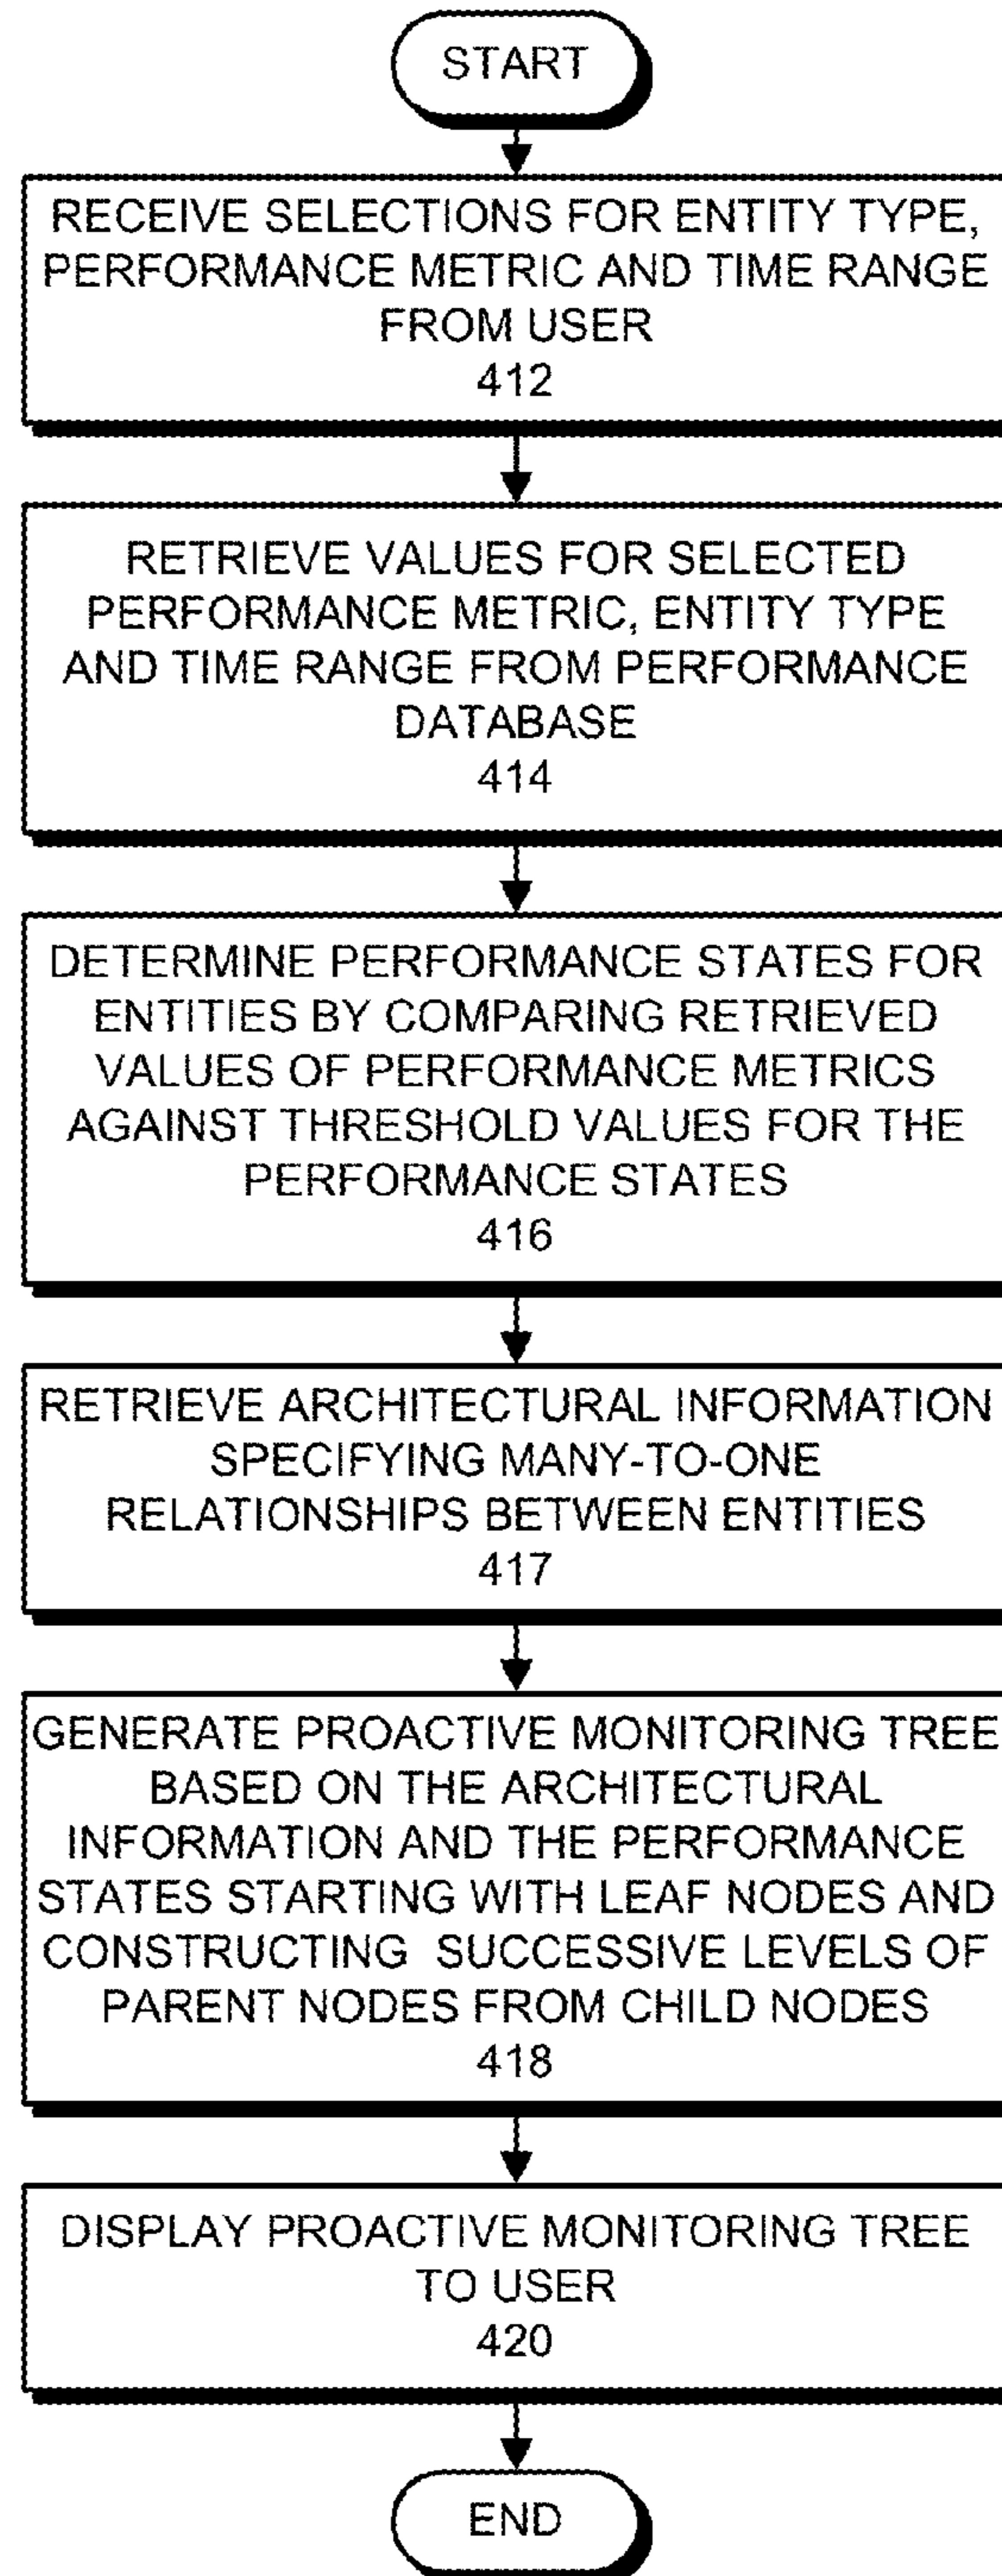 START
RECEIVE SELECTIONS FOR ENTITY TYPE,
PERFORMANCE METRIC AND TIME RANGE
FROM USER
412
RETRIEVE VALUES FOR SELECTED
PERFORMANCE METRIC, ENTITY TYPE
AND TIME RANGE FROM PERFORMANCE
DATABASE
414
DETERMINE PERFORMANCE STATES FOR
ENTITIES BY COMPARING RETRIEVED
VALUES OF PERFORMANCE METRICS
AGAINST THRESHOLD VALUES FOR THE
PERFORMANCE STATES
416
RETRIEVE ARCHITECTURAL INFORMATION
SPECIFYING MANY-TO-ONE
RELATIONSHIPS BETWEEN ENTITIES
417
GENERATE PROACTIVE MONITORING TREE
BASED ON THE ARCHITECTURAL
INFORMATION AND THE PERFORMANCE
STATES STARTING WITH LEAF NODES AND
CONSTRUCTING SUCCESSIVE LEVELS OF
PARENT NODES FROM CHILD NODES
418
DISPLAY PROACTIVE MONITORING TREE
TO USER
420
END